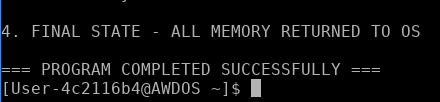 4. FINAL STATE - ALL MEMORY RETURNED TO OS
=== PROGRAM COMPLETED SUCCESSFULLY ===
[User-4c2116b4@AWDOS ~]$